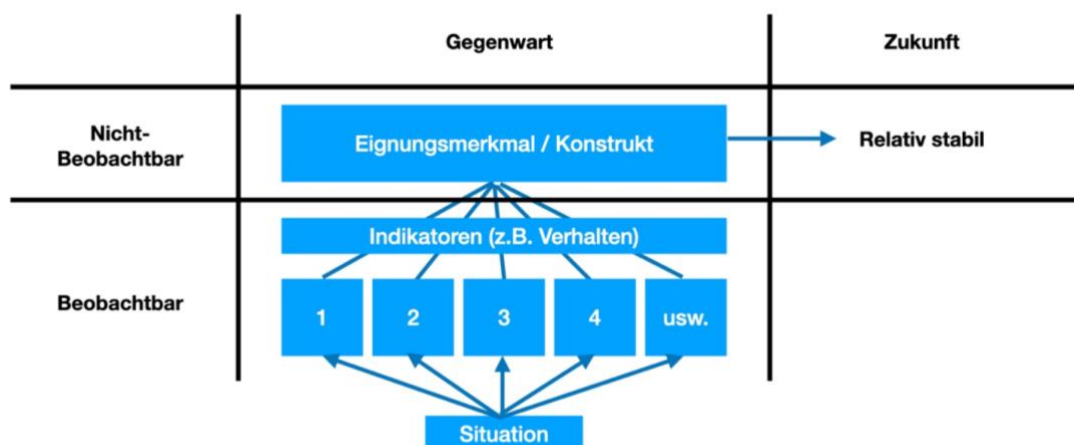 Gegenwart
Zukunft
Nicht-
Beobachtbar
Eignungsmerkmal / Konstrukt
Relativ stabil
Indikatoren (z.B. Verhalten)
Beobachtbar
1
2
3
4
usw.
Situation